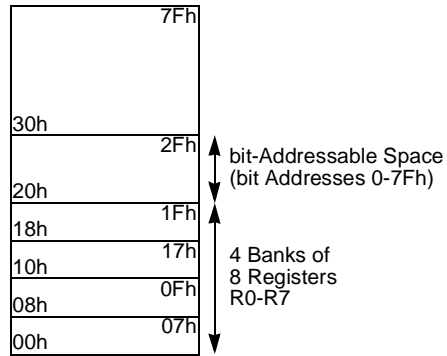 7Fh
30h
2Fh
bit-Addressable Space
(bit Addresses 0-7Fh)
20h
1Fh
18h
17h
10h
4 Banks of
8 Registers
R0-R7
0Fh
08h
07h
00h